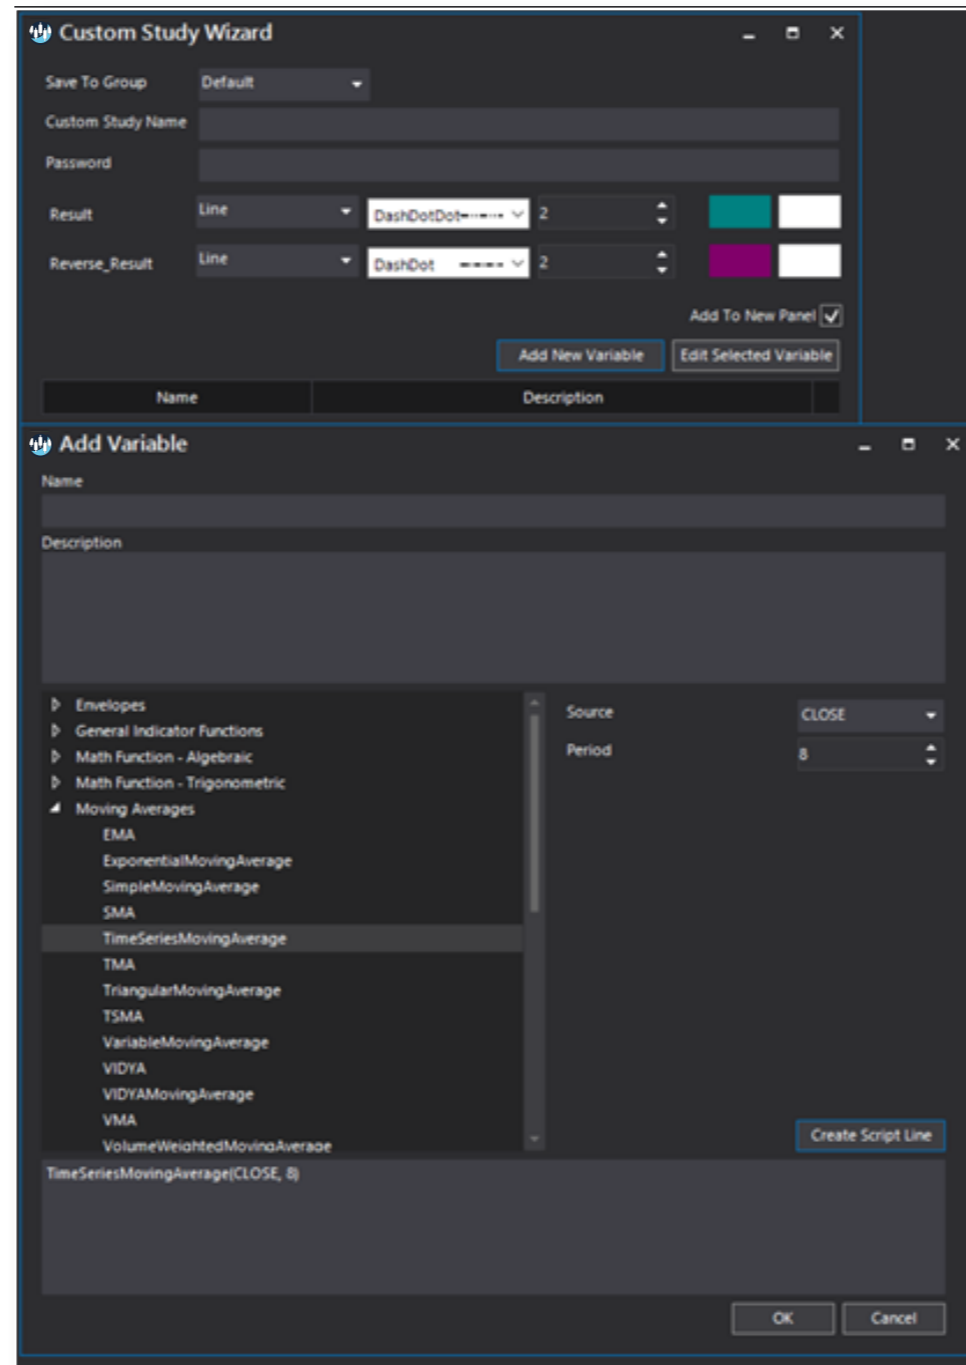 Custom Study Wizard
Save To Group Default
Custom Study Name
Password
Result Line DashDotDot 2
Reverse_Result Line DashDot 2
Add To New Panel
Add New Variable Edit Selected Variable
Name Description
Add Variable
Name
Description
Envelopes
General Indicator Functions
Math Function - Algebraic
Math Function - Trigonometric
Moving Averages
EMA
ExponentialMovingAverage
SimpleMovingAverage
SMA
TimeSeriesMovingAverage
TMA
TriangularMovingAverage
TSMA
VariableMovingAverage
VIDYA
VIDYAMovingAverage
VMA
VolumeWeightedMovingAverage
Source CLOSE
Period 8
Create Script Line
TimeSeriesMovingAverage(CLOSE, 8)
OK Cancel